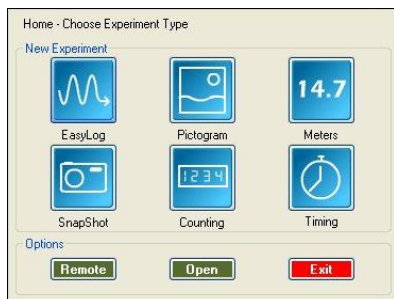 Home - Choose Experiment Type
New Experiment
14.7
EasyLog Pictogram Meters
1234
SnapShot Counting Timing
Options
Remote Open Exit